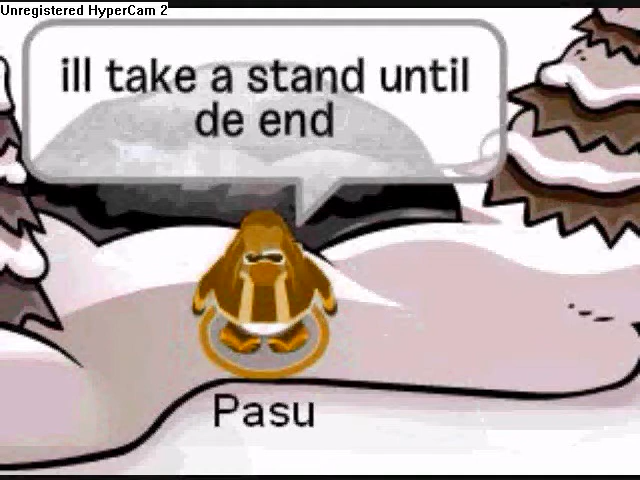 Unregistered HyperCam 2
ill take a stand until
de end
Pasu